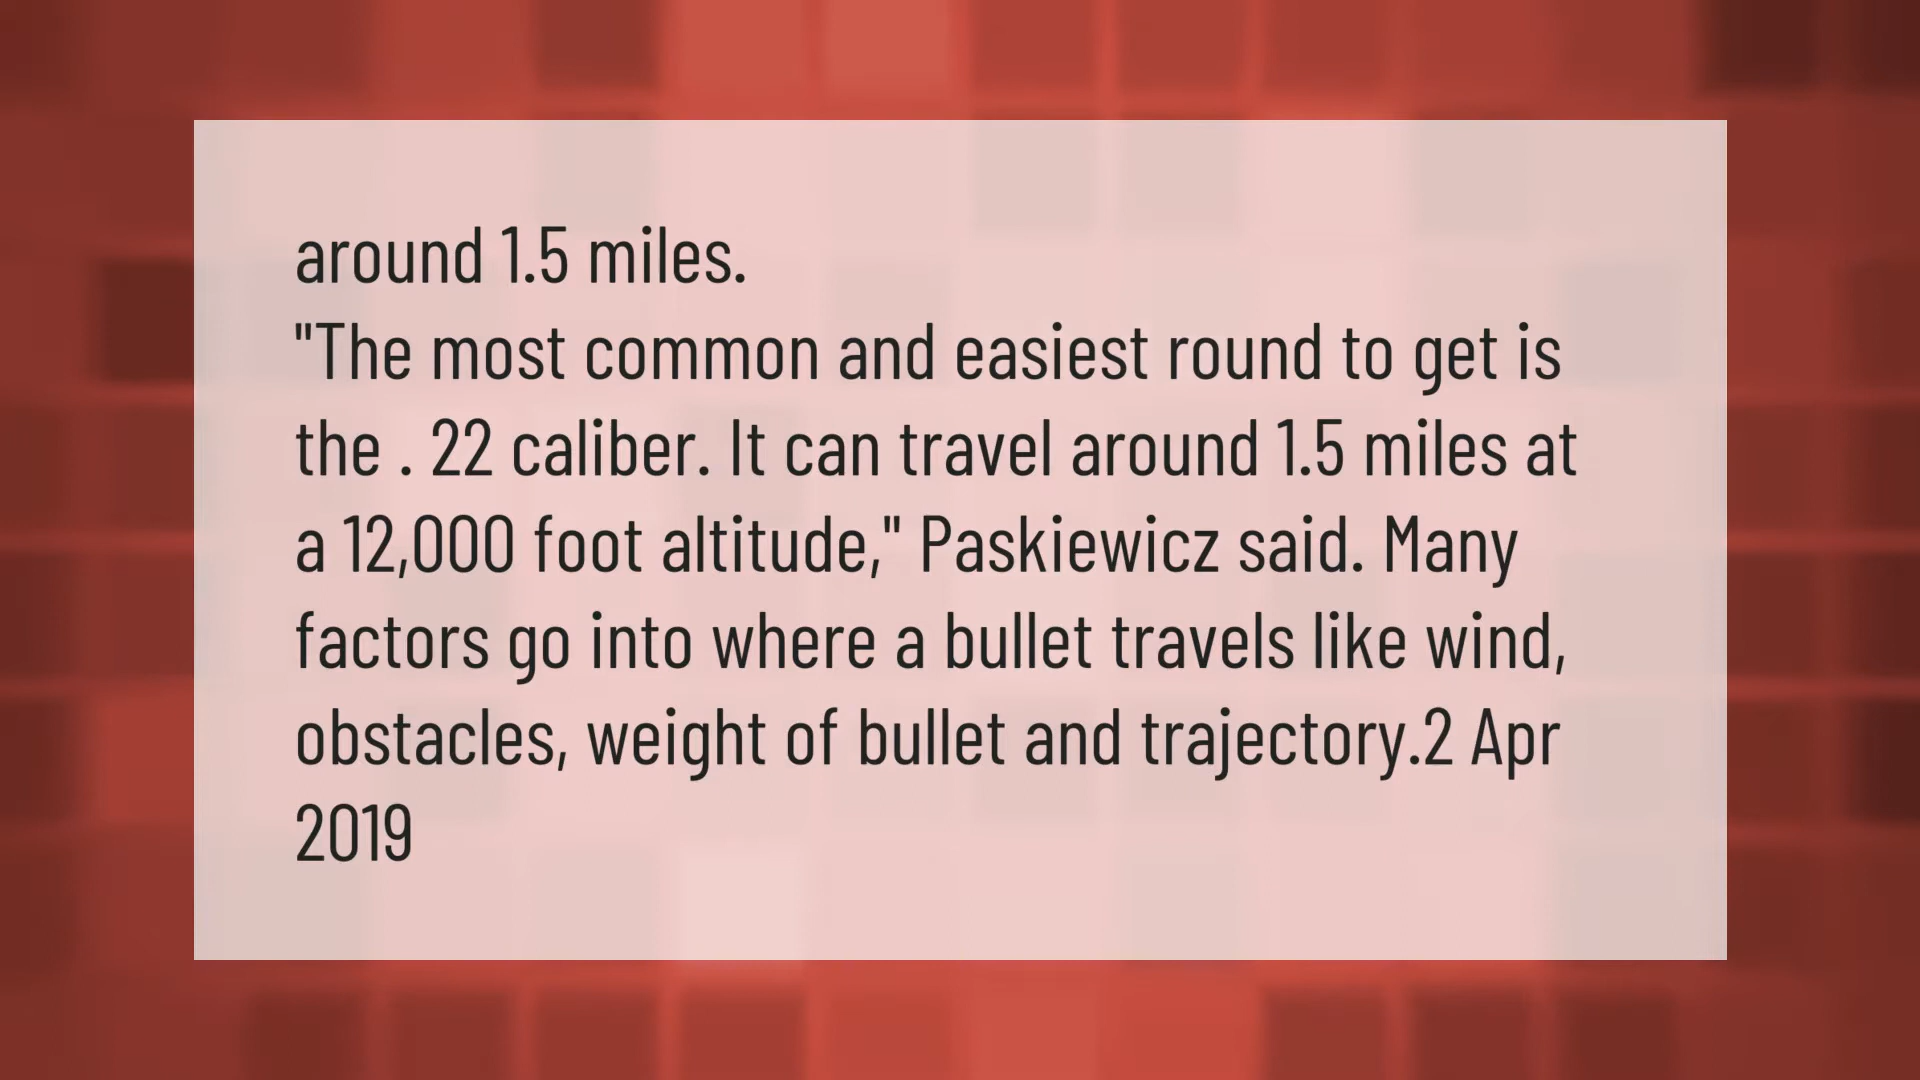 around 1.5 miles.
"The most common and easiest round to get is
the . 22 caliber. It can travel around 1.5 miles at
a 12,000 foot altitude," Paskiewicz said. Many
factors go into where a bullet travels like wind,
obstacles, weight of bullet and trajectory.2 Apr
2019